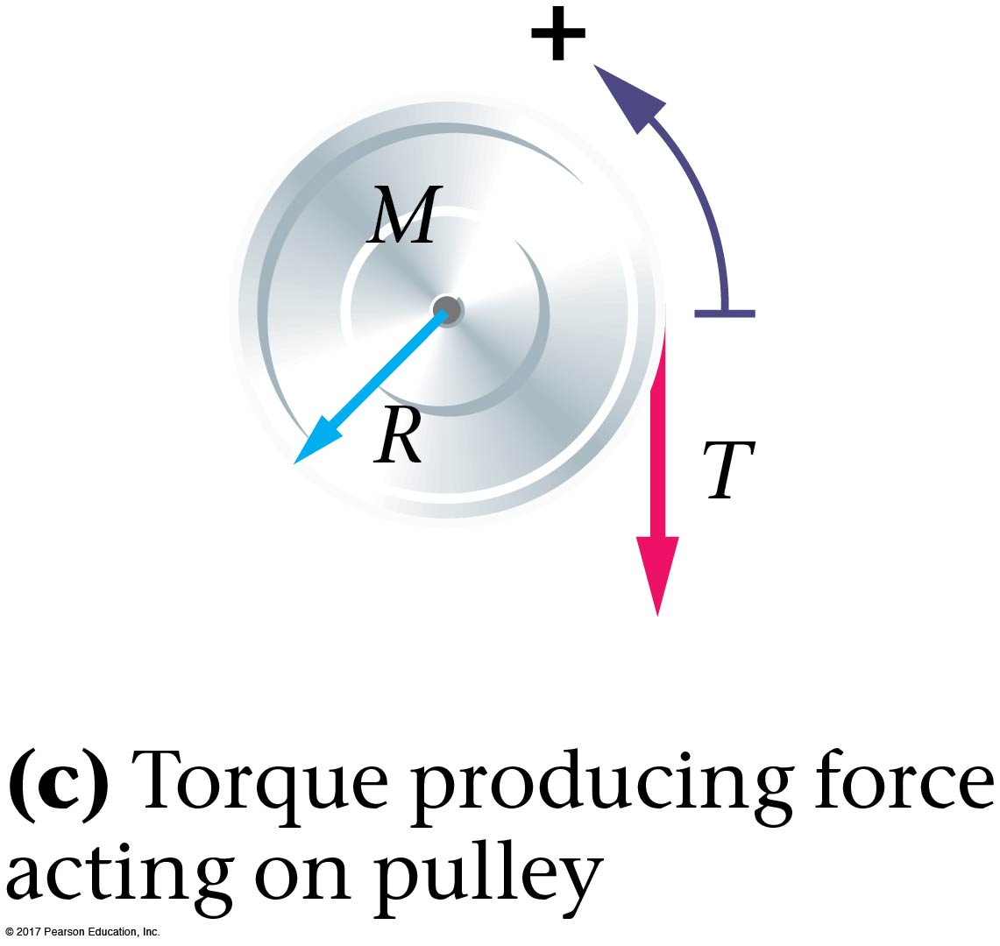 +
M
R
T
(c) Torque producing force
acting on pulley
© 2017 Pearson Education, Inc.